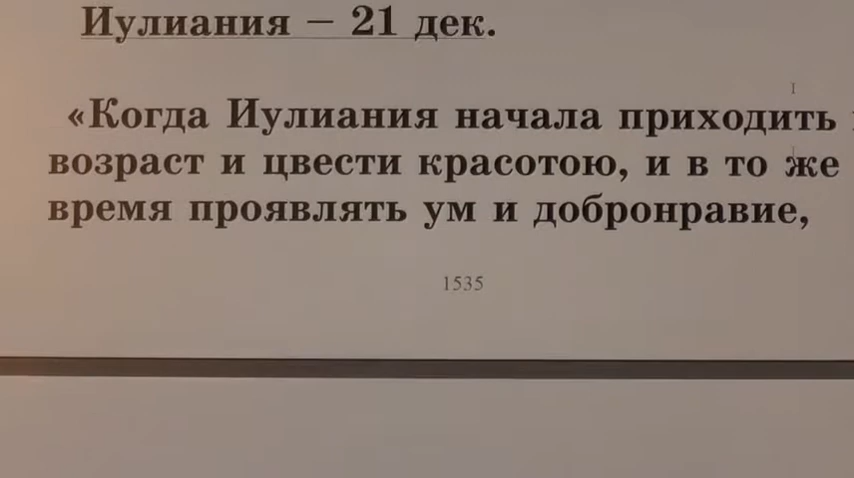 Иулиания – 21 дек.
«Когда Иулиания начала приходить
возраст и цвести красотою, и в то же
время проявлять ум и добронравие,
1535